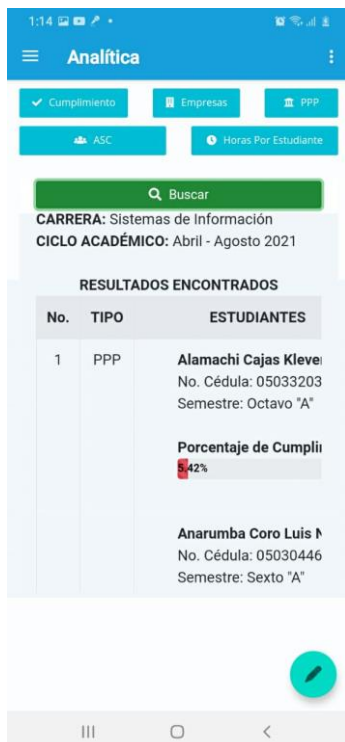 1:14
Analítica
Cumplimiento Empresas PPP
ASC Horas Por Estudiante
Buscar
CARRERA: Sistemas de Información
CICLO ACADÉMICO: Abril - Agosto 2021
RESULTADOS ENCONTRADOS
No. TIPO ESTUDIANTES
1 PPP Alamachi Cajas Kleve
No. Cédula: 05033203
Semestre: Octavo "A"
Porcentaje de Cumpli
5.42%
Anarumba Coro Luis N
No. Cédula: 05030446
Semestre: Sexto "A"